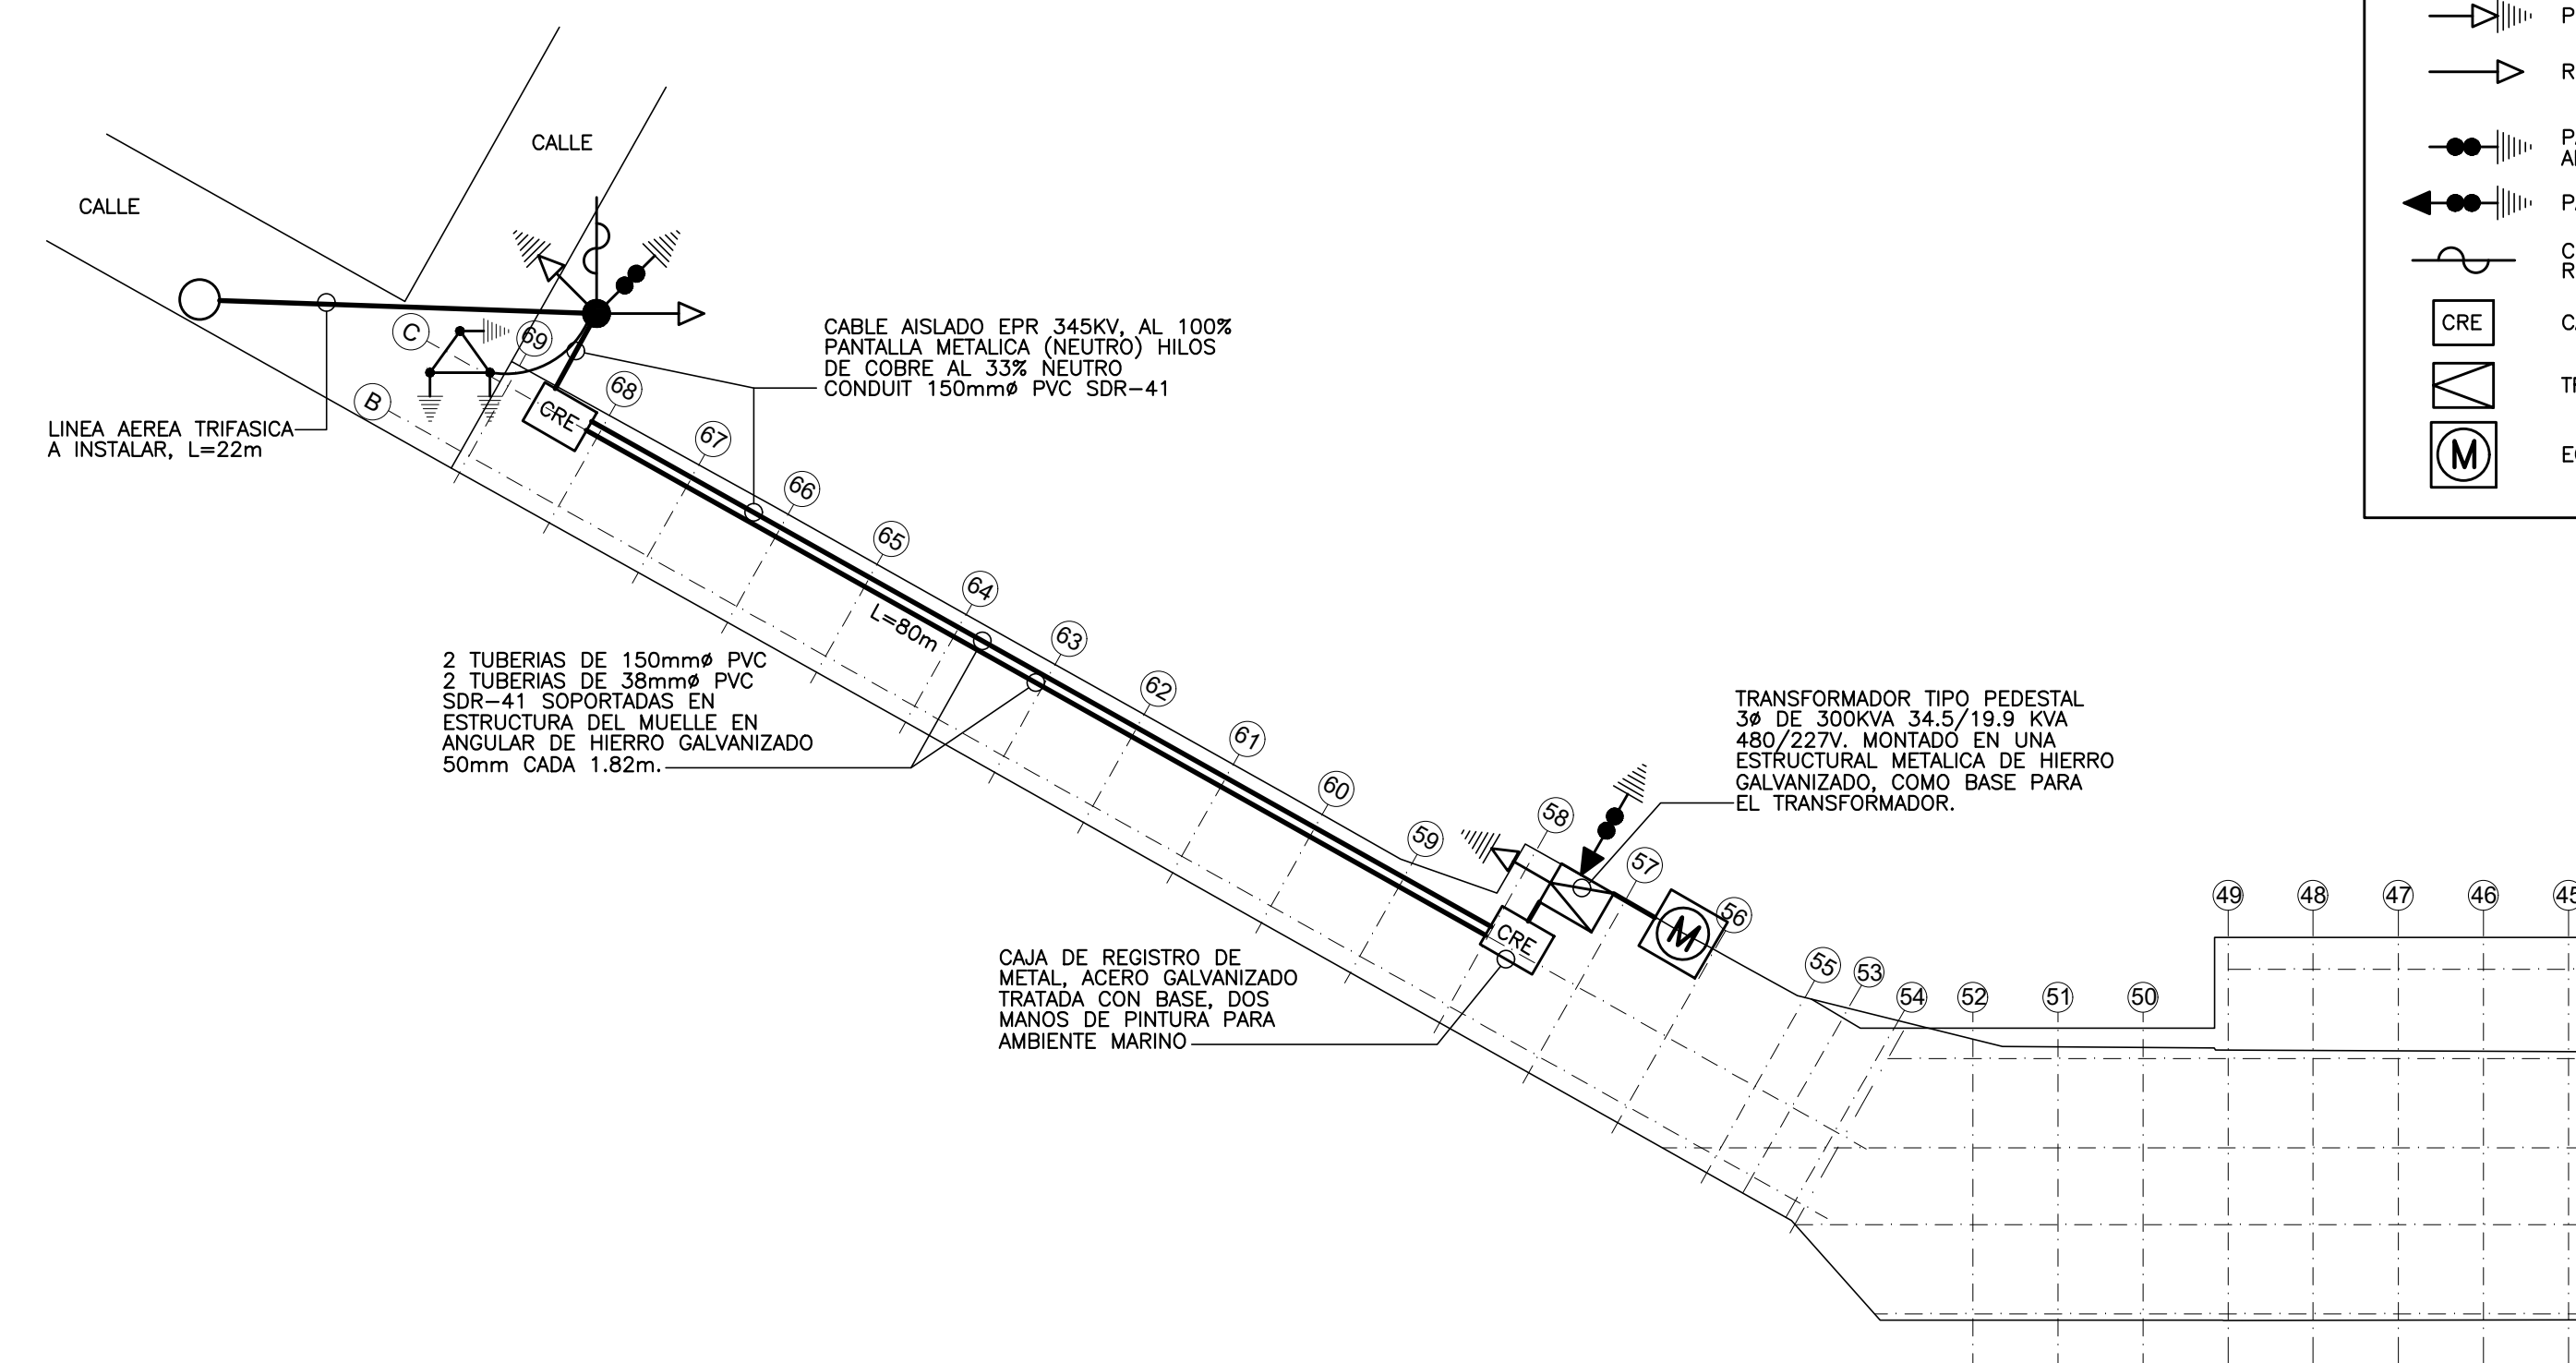 CALLE
CALLE
C
69
B
68
67
66
65
64
63
62
61
60
59
58
57
56
55
53
54
52
51
50
49
48
47
46
45
CRE
LINEA AEREA TRIFASICA
A INSTALAR, L=22m
CABLE AISLADO EPR 345KV, AL 100%
PANTALLA METALICA (NEUTRO) HILOS
DE COBRE AL 33% NEUTRO
CONDUIT 150mmø PVC SDR-41
L=80m
2 TUBERIAS DE 150mmø PVC
2 TUBERIAS DE 38mmø PVC
SDR-41 SOPORTADAS EN
ESTRUCTURA DEL MUELLE EN
ANGULAR DE HIERRO GALVANIZADO
50mm CADA 1.82m.
TRANSFORMADOR TIPO PEDESTAL
3ø DE 300KVA 34.5/19.9 KVA
480/227V. MONTADO EN UNA
ESTRUCTURAL METALICA DE HIERRO
GALVANIZADO, COMO BASE PARA
EL TRANSFORMADOR.
CRE
M
CAJA DE REGISTRO DE
METAL, ACERO GALVANIZADO
TRATADA CON BASE, DOS
MANOS DE PINTURA PARA
AMBIENTE MARINO
CRE
M